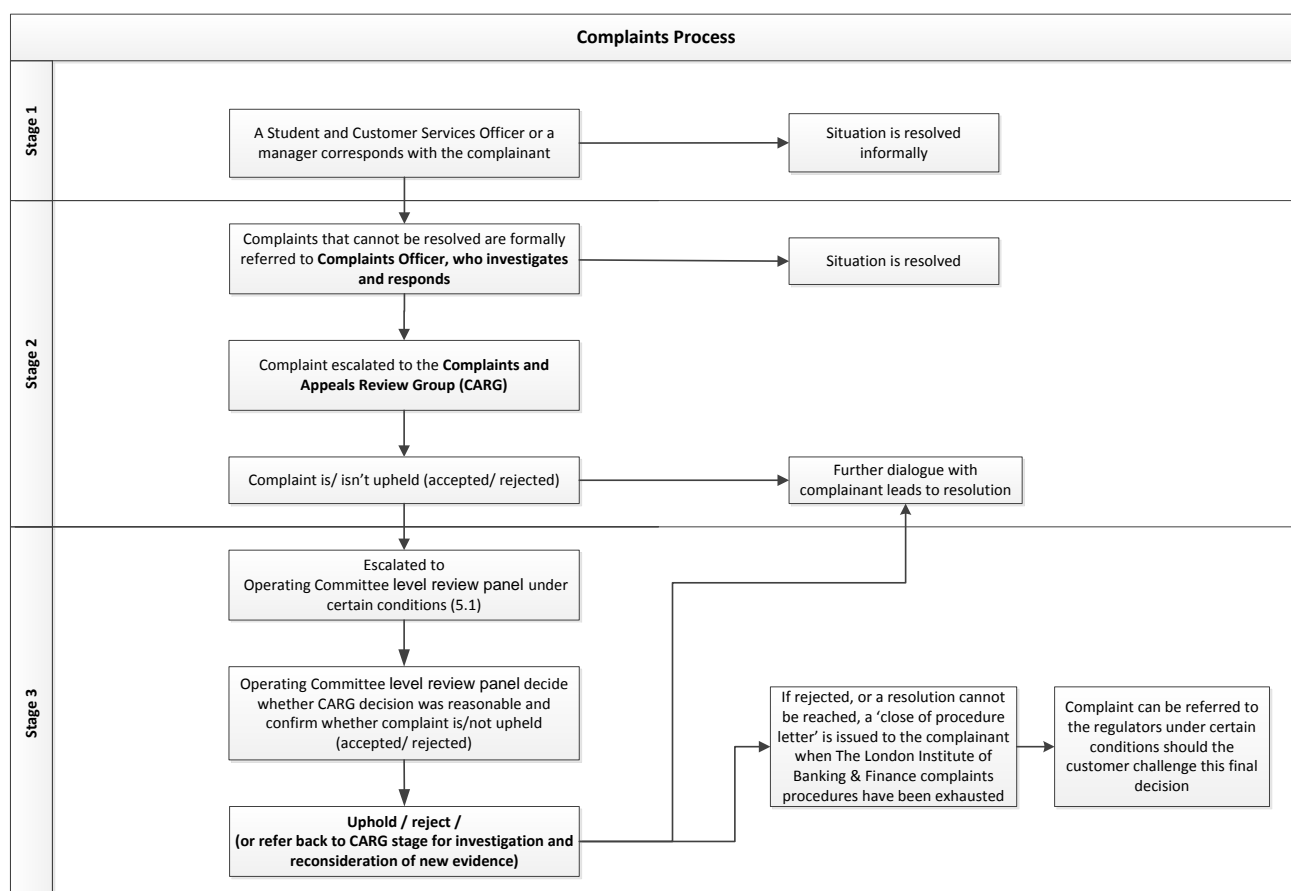 Complaints Process
Stage 1
A Student and Customer Services Officer or a
manager corresponds with the complainant
Situation is resolved
informally
Stage 2
Complaints that cannot be resolved are formally
referred to Complaints Officer, who investigates
and responds
Situation is resolved
Complaint escalated to the Complaints and
Appeals Review Group (CARG)
Complaint is/ isn’t upheld (accepted/ rejected)
Further dialogue with
complainant leads to resolution
Stage 3
Escalated to
Operating Committee level review panel under
certain conditions (5.1)
Operating Committee level review panel decide
whether CARG decision was reasonable and
confirm whether complaint is/not upheld
(accepted/ rejected)
Uphold / reject /
(or refer back to CARG stage for investigation and
reconsideration of new evidence)
If rejected, or a resolution cannot
be reached, a ‘close of procedure
letter’ is issued to the complainant
when The London Institute of
Banking & Finance complaints
procedures have been exhausted
Complaint can be referred to
the regulators under certain
conditions should the
customer challenge this final
decision